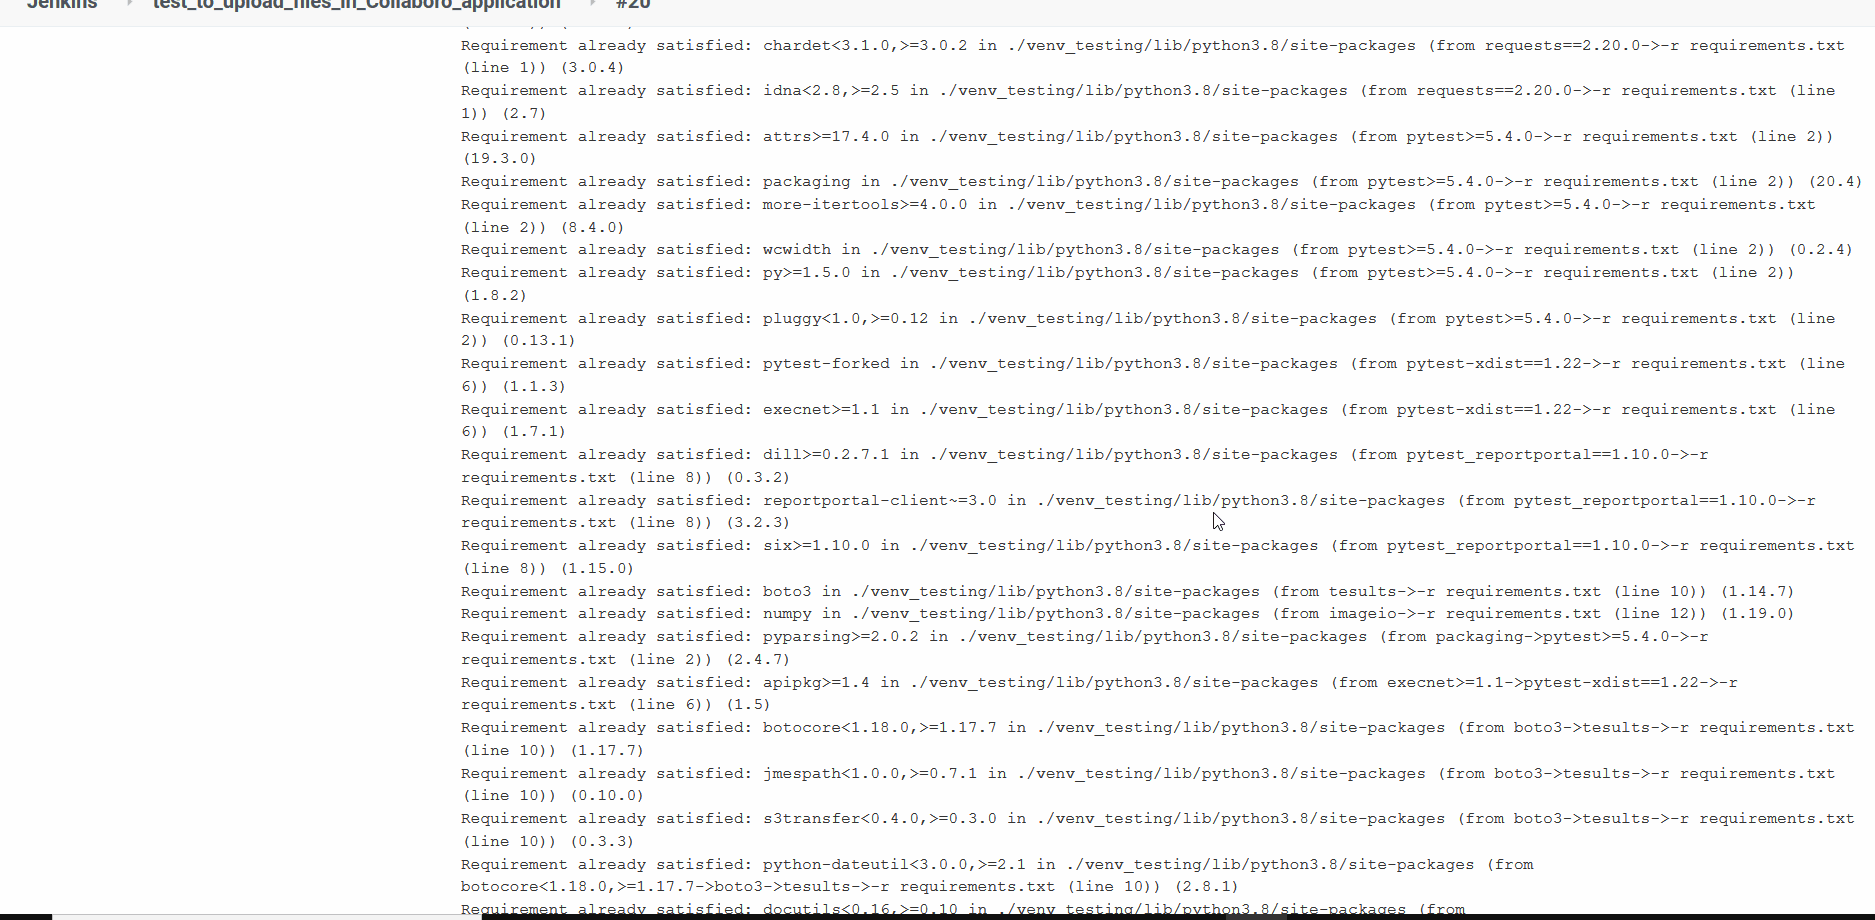 Jenkins test_to_upload_files_in_Collaboro_application #20
Requirement already satisfied: chardet<3.1.0,>=3.0.2 in ./venv_testing/lib/python3.8/site-packages (from requests==2.20.0->-r requirements.txt
(line 1)) (3.0.4)
Requirement already satisfied: idna<2.8,>=2.5 in ./venv_testing/lib/python3.8/site-packages (from requests==2.20.0->-r requirements.txt (line
1)) (2.7)
Requirement already satisfied: attrs>=17.4.0 in ./venv_testing/lib/python3.8/site-packages (from pytest>=5.4.0->-r requirements.txt (line 2))
(19.3.0)
Requirement already satisfied: packaging in ./venv_testing/lib/python3.8/site-packages (from pytest>=5.4.0->-r requirements.txt (line 2)) (20.4)
Requirement already satisfied: more-itertools>=4.0.0 in ./venv_testing/lib/python3.8/site-packages (from pytest>=5.4.0->-r requirements.txt
(line 2)) (8.4.0)
Requirement already satisfied: wcwidth in ./venv_testing/lib/python3.8/site-packages (from pytest>=5.4.0->-r requirements.txt (line 2)) (0.2.4)
Requirement already satisfied: py>=1.5.0 in ./venv_testing/lib/python3.8/site-packages (from pytest>=5.4.0->-r requirements.txt (line 2))
(1.8.2)
Requirement already satisfied: pluggy<1.0,>=0.12 in ./venv_testing/lib/python3.8/site-packages (from pytest>=5.4.0->-r requirements.txt (line
2)) (0.13.1)
Requirement already satisfied: pytest-forked in ./venv_testing/lib/python3.8/site-packages (from pytest-xdist==1.22->-r requirements.txt (line
6)) (1.1.3)
Requirement already satisfied: execnet>=1.1 in ./venv_testing/lib/python3.8/site-packages (from pytest-xdist==1.22->-r requirements.txt (line
6)) (1.7.1)
Requirement already satisfied: dill>=0.2.7.1 in ./venv_testing/lib/python3.8/site-packages (from pytest_reportportal==1.10.0->-r
requirements.txt (line 8)) (0.3.2)
Requirement already satisfied: reportportal-client~=3.0 in ./venv_testing/lib/python3.8/site-packages (from pytest_reportportal==1.10.0->-r
requirements.txt (line 8)) (3.2.3)
Requirement already satisfied: six>=1.10.0 in ./venv_testing/lib/python3.8/site-packages (from pytest_reportportal==1.10.0->-r requirements.txt
(line 8)) (1.15.0)
Requirement already satisfied: boto3 in ./venv_testing/lib/python3.8/site-packages (from tesults->-r requirements.txt (line 10)) (1.14.7)
Requirement already satisfied: numpy in ./venv_testing/lib/python3.8/site-packages (from imageio->-r requirements.txt (line 12)) (1.19.0)
Requirement already satisfied: pyparsing>=2.0.2 in ./venv_testing/lib/python3.8/site-packages (from packaging->pytest>=5.4.0->-r
requirements.txt (line 2)) (2.4.7)
Requirement already satisfied: apipkg>=1.4 in ./venv_testing/lib/python3.8/site-packages (from execnet>=1.1->pytest-xdist==1.22->-r
requirements.txt (line 6)) (1.5)
Requirement already satisfied: botocore<1.18.0,>=1.17.7 in ./venv_testing/lib/python3.8/site-packages (from boto3->tesults->-r requirements.txt
(line 10)) (1.17.7)
Requirement already satisfied: jmespath<1.0.0,>=0.7.1 in ./venv_testing/lib/python3.8/site-packages (from boto3->tesults->-r requirements.txt
(line 10)) (0.10.0)
Requirement already satisfied: s3transfer<0.4.0,>=0.3.0 in ./venv_testing/lib/python3.8/site-packages (from boto3->tesults->-r requirements.txt
(line 10)) (0.3.3)
Requirement already satisfied: python-dateutil<3.0.0,>=2.1 in ./venv_testing/lib/python3.8/site-packages (from
botocore<1.18.0,>=1.17.7->boto3->tesults->-r requirements.txt (line 10)) (2.8.1)
Requirement already satisfied: docutils<0.16,>=0.10 in ./venv_testing/lib/python3.8/site-packages (from